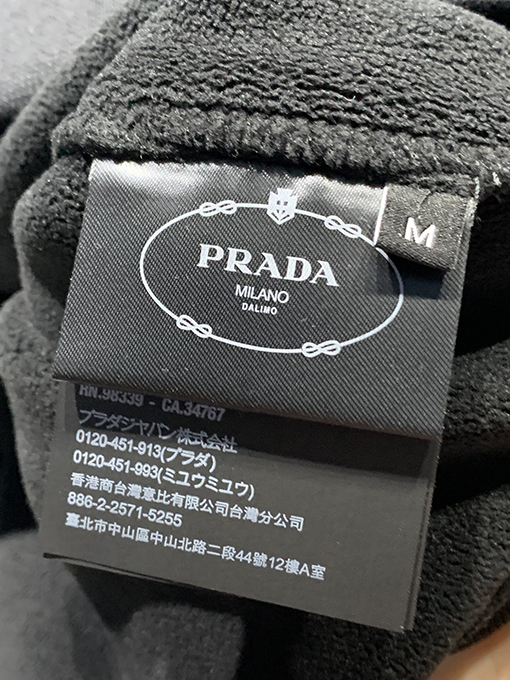 PRADA
MILANO
DALIMO
M
RN.98339 - CA.34767
プラダジャパン株式会社
0120-451-913(プラダ)
0120-451-993(ミユウミユウ)
香港商台灣意比有限公司台灣分公司
886-2-2571-5255
臺北市中山區中山北路二段44號12樓A室